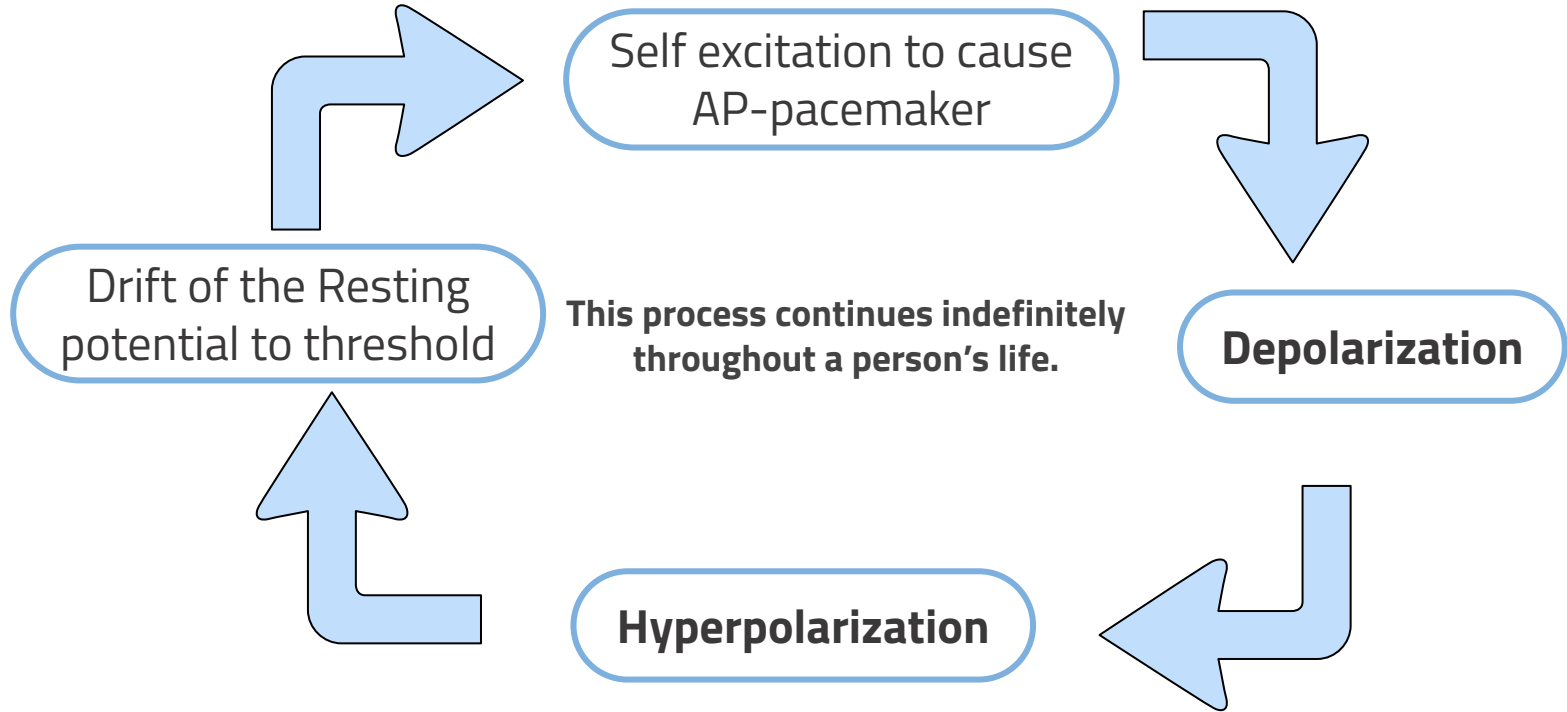 Self excitation to cause
AP-pacemaker
Drift of the Resting
potential to threshold
This process continues indefinitely
throughout a person’s life.
Depolarization
Hyperpolarization